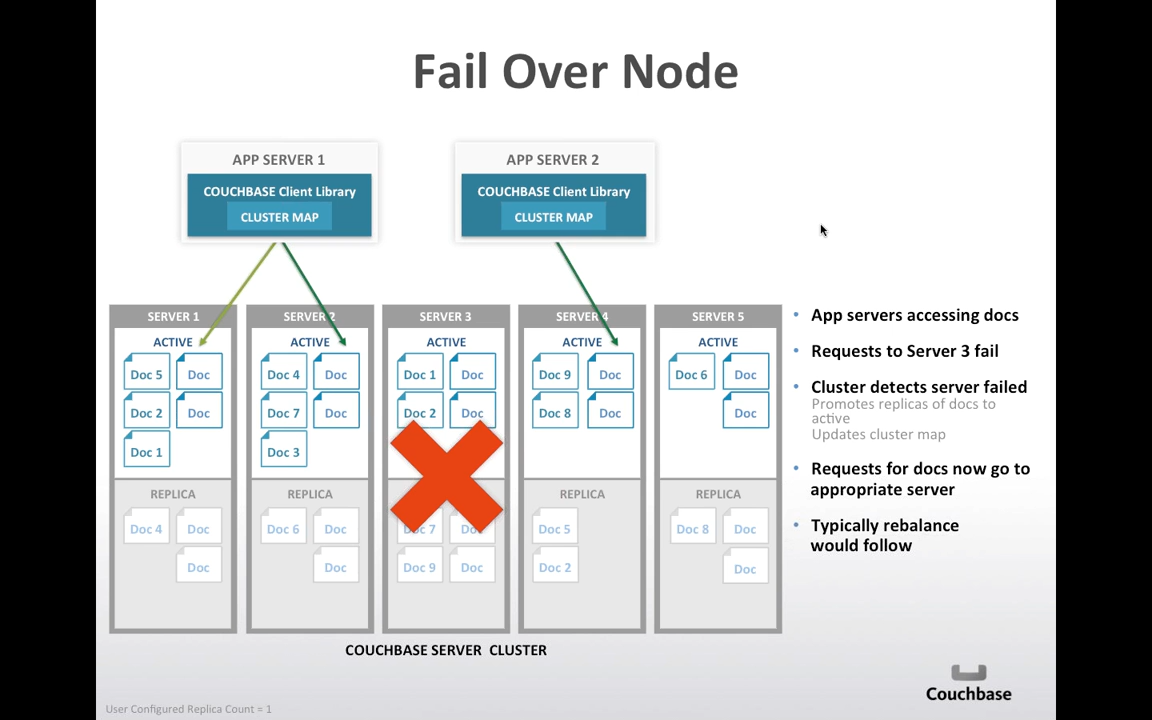 Fail Over Node
APP SERVER 1
COUCHBASE Client Library
CLUSTER MAP
APP SERVER 2
COUCHBASE Client Library
CLUSTER MAP
SERVER 1
ACTIVE
Doc 5 Doc
Doc 2 Doc
Doc 1
REPLICA
Doc 4 Doc
Doc
SERVER 2
ACTIVE
Doc 4 Doc
Doc 7 Doc
Doc 3
REPLICA
Doc 6 Doc
Doc
SERVER 3
ACTIVE
Doc 1 Doc
Doc 2 Doc
Doc 7 Doc
Doc 9 Doc
SERVER 4
ACTIVE
Doc 9 Doc
Doc 8 Doc
REPLICA
Doc 5
Doc 2
SERVER 5
ACTIVE
Doc 6 Doc
Doc
REPLICA
Doc 8 Doc
Doc
COUCHBASE SERVER CLUSTER
• App servers accessing docs
• Requests to Server 3 fail
• Cluster detects server failed
Promotes replicas of docs to
active
Updates cluster map
• Requests for docs now go to
appropriate server
• Typically rebalance
would follow
Couchbase
User Configured Replica Count = 1